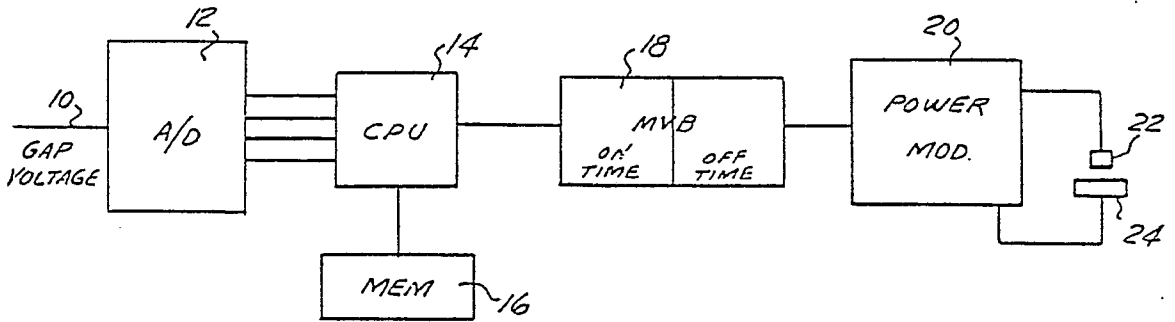 10
GAP
VOLTAGE
12
A/D
14
CPU
MEM
16
18
MVB
ON
TIME
OFF
TIME
20
POWER
MOD.
22
24